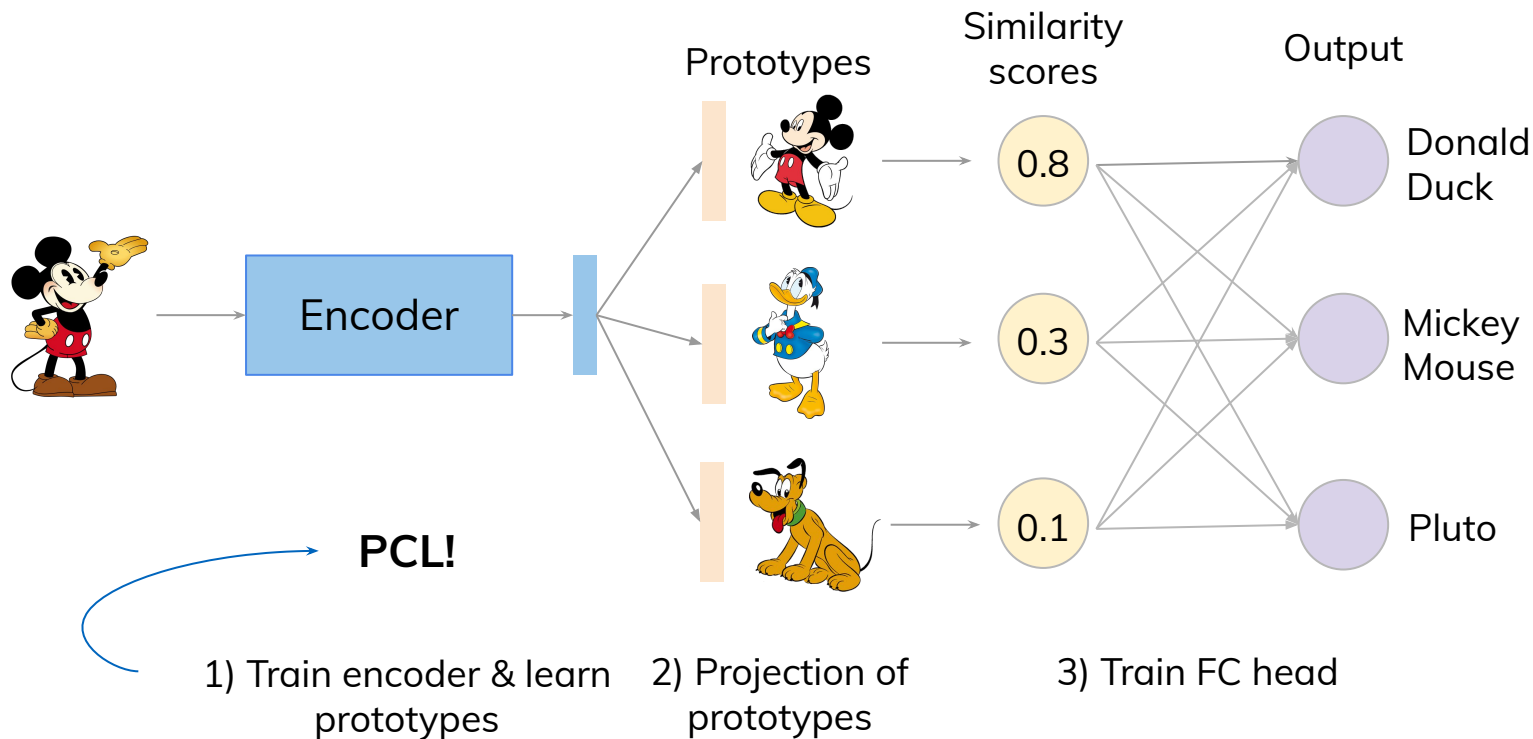 Prototypes
Similarity
scores
Output
Encoder
0.8
0.3
0.1
Donald
Duck
Mickey
Mouse
Pluto
PCL!
1) Train encoder & learn
prototypes
2) Projection of
prototypes
3) Train FC head